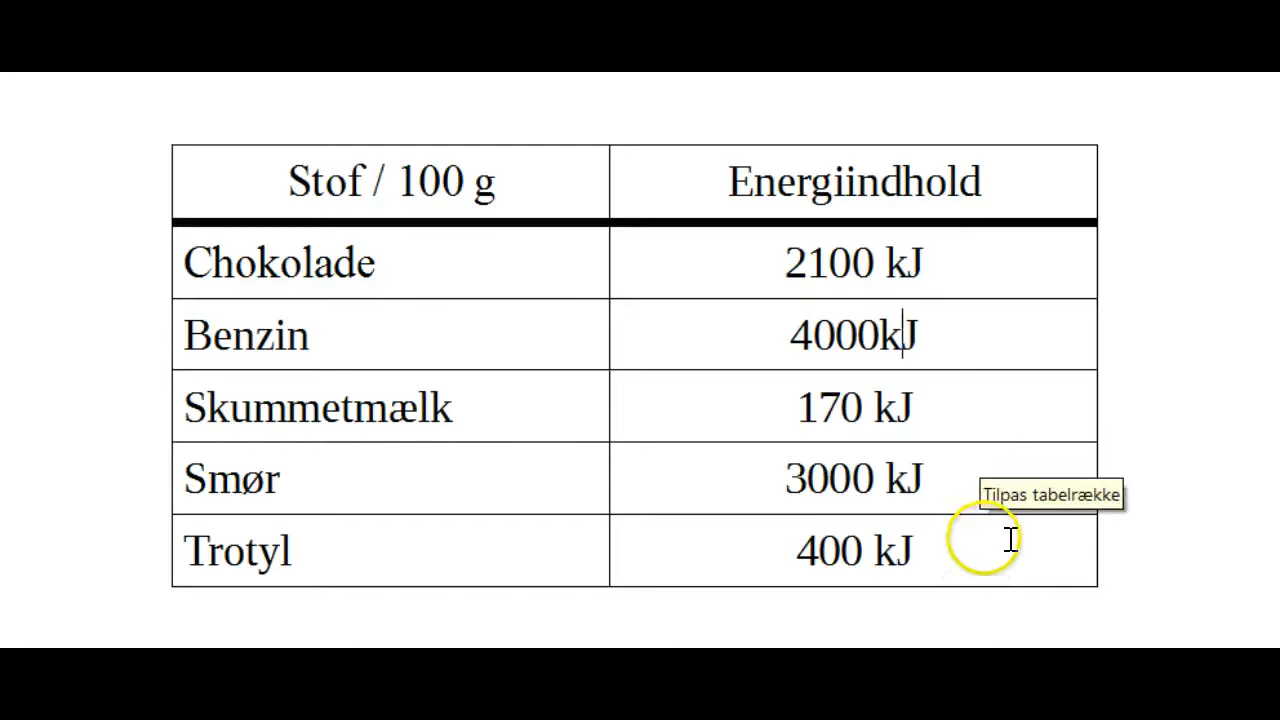 Stof / 100 g Energiindhold
Chokolade 2100 kJ
Benzin 4000kJ
Skummetmælk 170 kJ
Smør 3000 kJ
Tilpas tabelrække
Trotyl 400 kJ